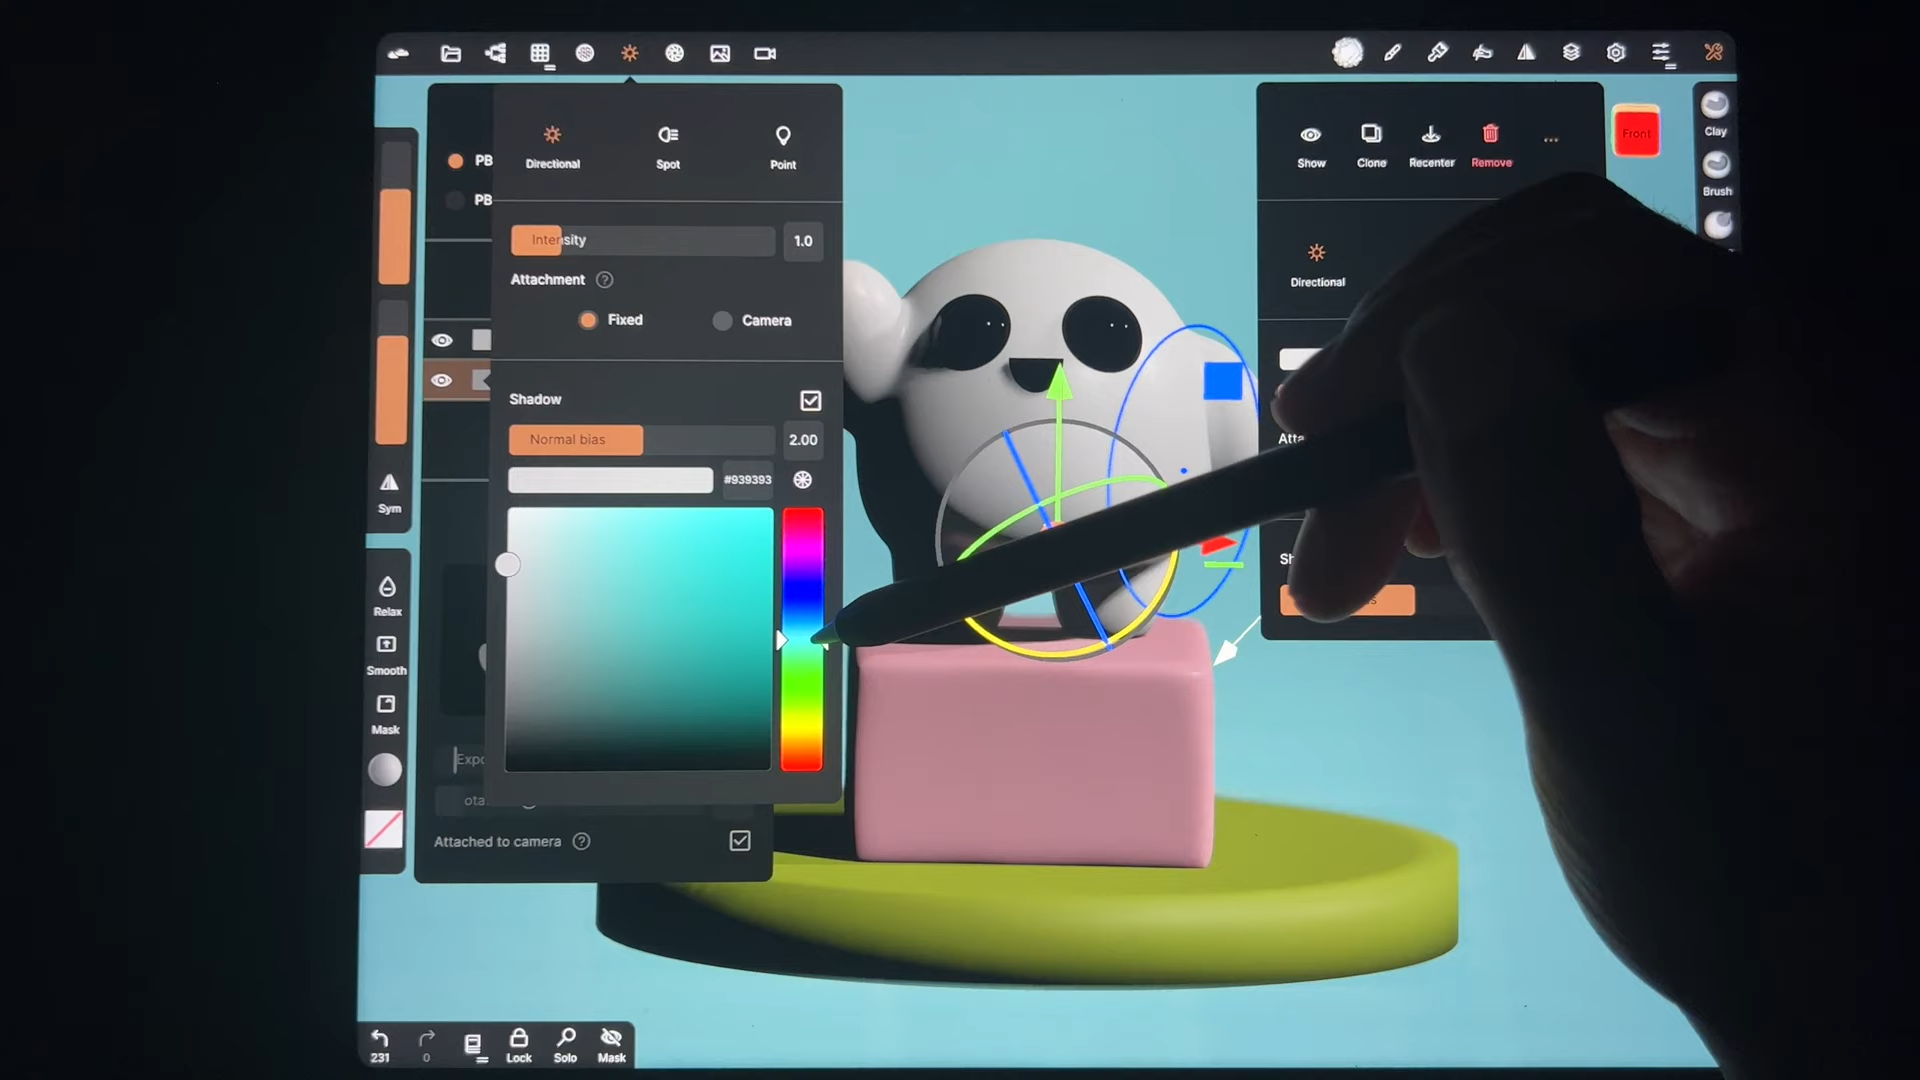 Directional
Spot
Point
Intensity
1.0
Attachment ?
Fixed
Camera
Shadow
Normal bias
2.00
#939393
PB
PB
Expo
ota
Attached to camera ?
Sym
Relax
Smooth
Mask
231
0
Lock
Solo
Mask
Show
Clone
Recenter
Remove
...
Directional
Atta
Sh
Front
Clay
Brush